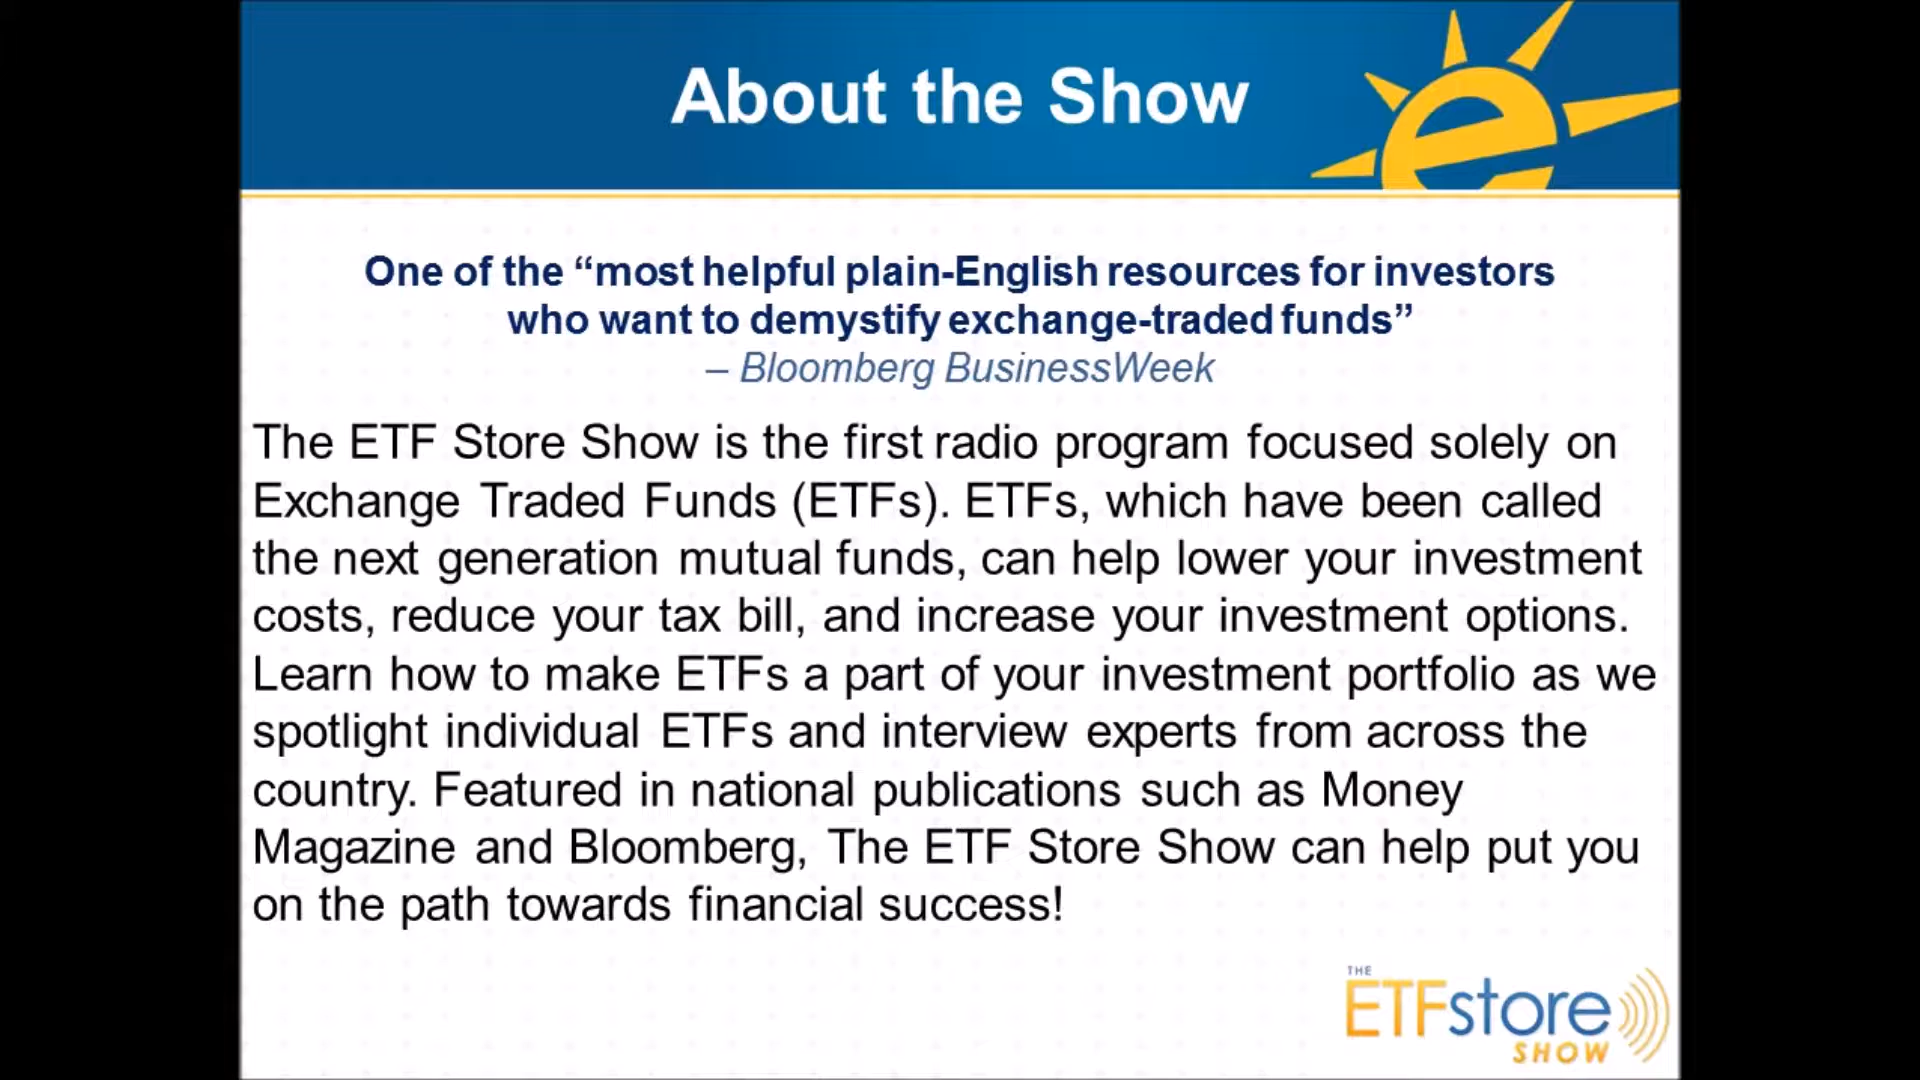 About the Show
One of the “most helpful plain-English resources for investors
who want to demystify exchange-traded funds”
– Bloomberg BusinessWeek
The ETF Store Show is the first radio program focused solely on
Exchange Traded Funds (ETFs). ETFs, which have been called
the next generation mutual funds, can help lower your investment
costs, reduce your tax bill, and increase your investment options.
Learn how to make ETFs a part of your investment portfolio as we
spotlight individual ETFs and interview experts from across the
country. Featured in national publications such as Money
Magazine and Bloomberg, The ETF Store Show can help put you
on the path towards financial success!
THE
ETFstore
SHOW